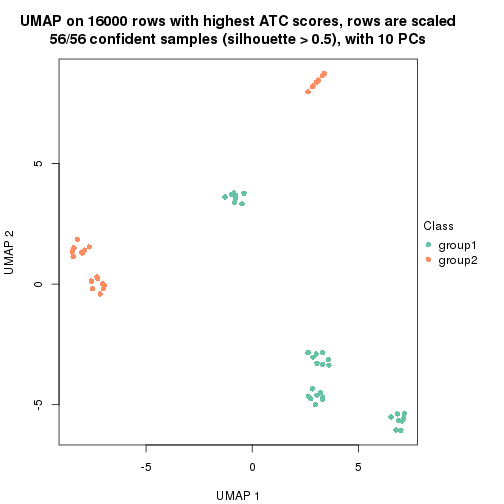 UMAP on 16000 rows with highest ATC scores, rows are scaled
56/56 confident samples (silhouette > 0.5), with 10 PCs
5
0
-5
UMAP 2
-5
0
5
UMAP 1
Class
group1
group2